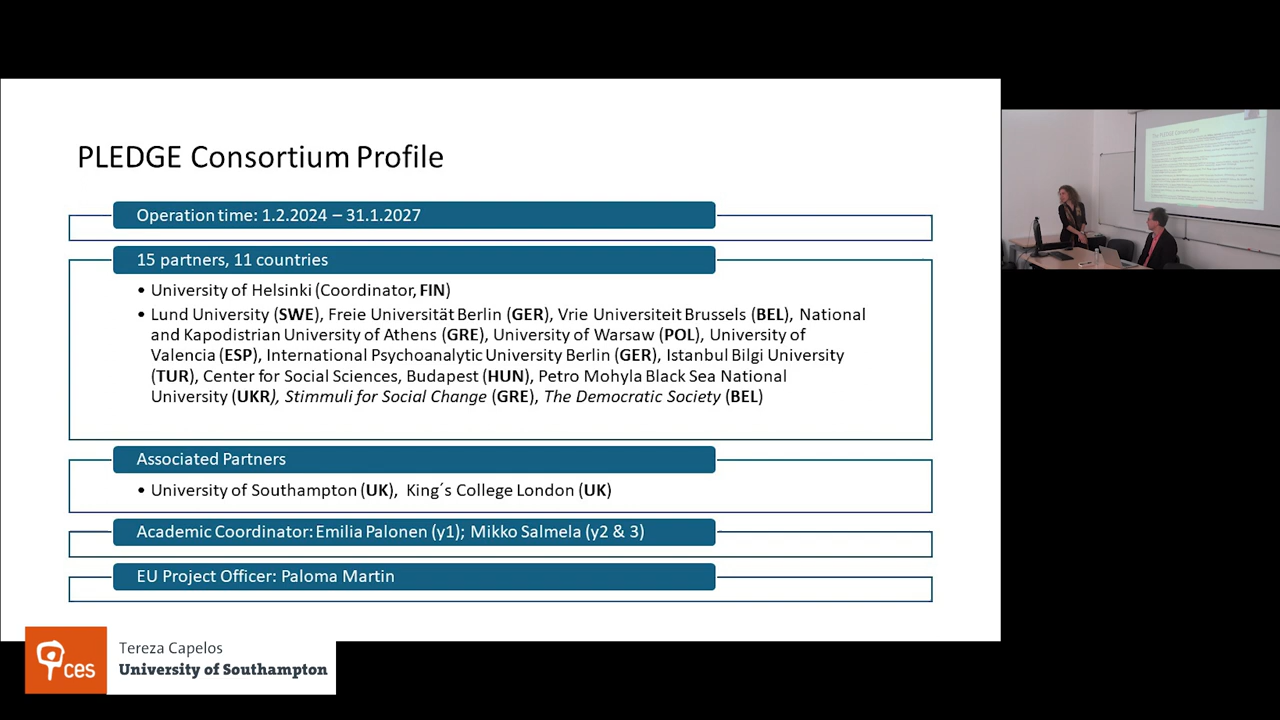 PLEDGE Consortium Profile
Operation time: 1.2.2024 – 31.1.2027
15 partners, 11 countries
• University of Helsinki (Coordinator, FIN)
• Lund University (SWE), Freie Universität Berlin (GER), Vrie Universiteit Brussels (BEL), National
and Kapodistrian University of Athens (GRE), University of Warsaw (POL), University of
Valencia (ESP), International Psychoanalytic University Berlin (GER), Istanbul Bilgi University
(TUR), Center for Social Sciences, Budapest (HUN), Petro Mohyla Black Sea National
University (UKR), Stimmuli for Social Change (GRE), The Democratic Society (BEL)
Associated Partners
• University of Southampton (UK), King´s College London (UK)
Academic Coordinator: Emilia Palonen (y1); Mikko Salmela (y2 & 3)
EU Project Officer: Paloma Martin
ces
Tereza Capelos
University of Southampton
The PLEDGE Consortium